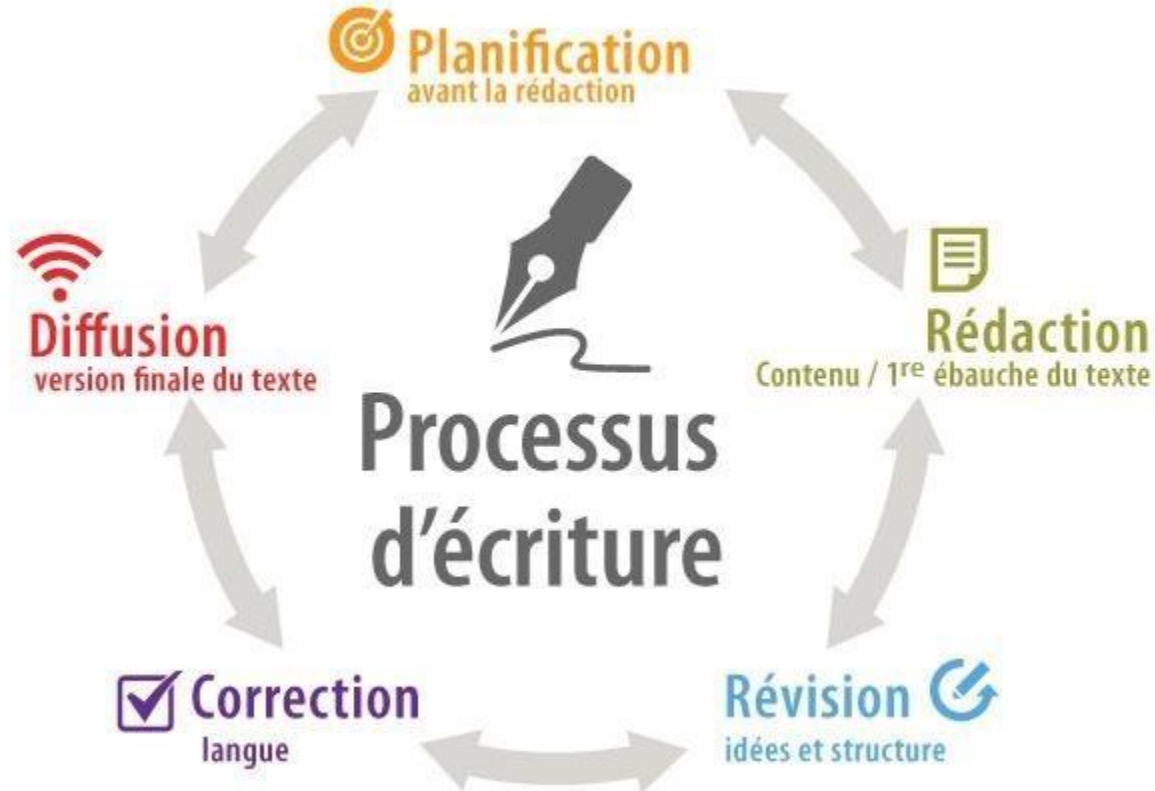 Planification
avant la rédaction
Rédaction
Contenu / 1re ébauche du texte
Révision
idées et structure
Correction
langue
Diffusion
version finale du texte
Processus
d'écriture